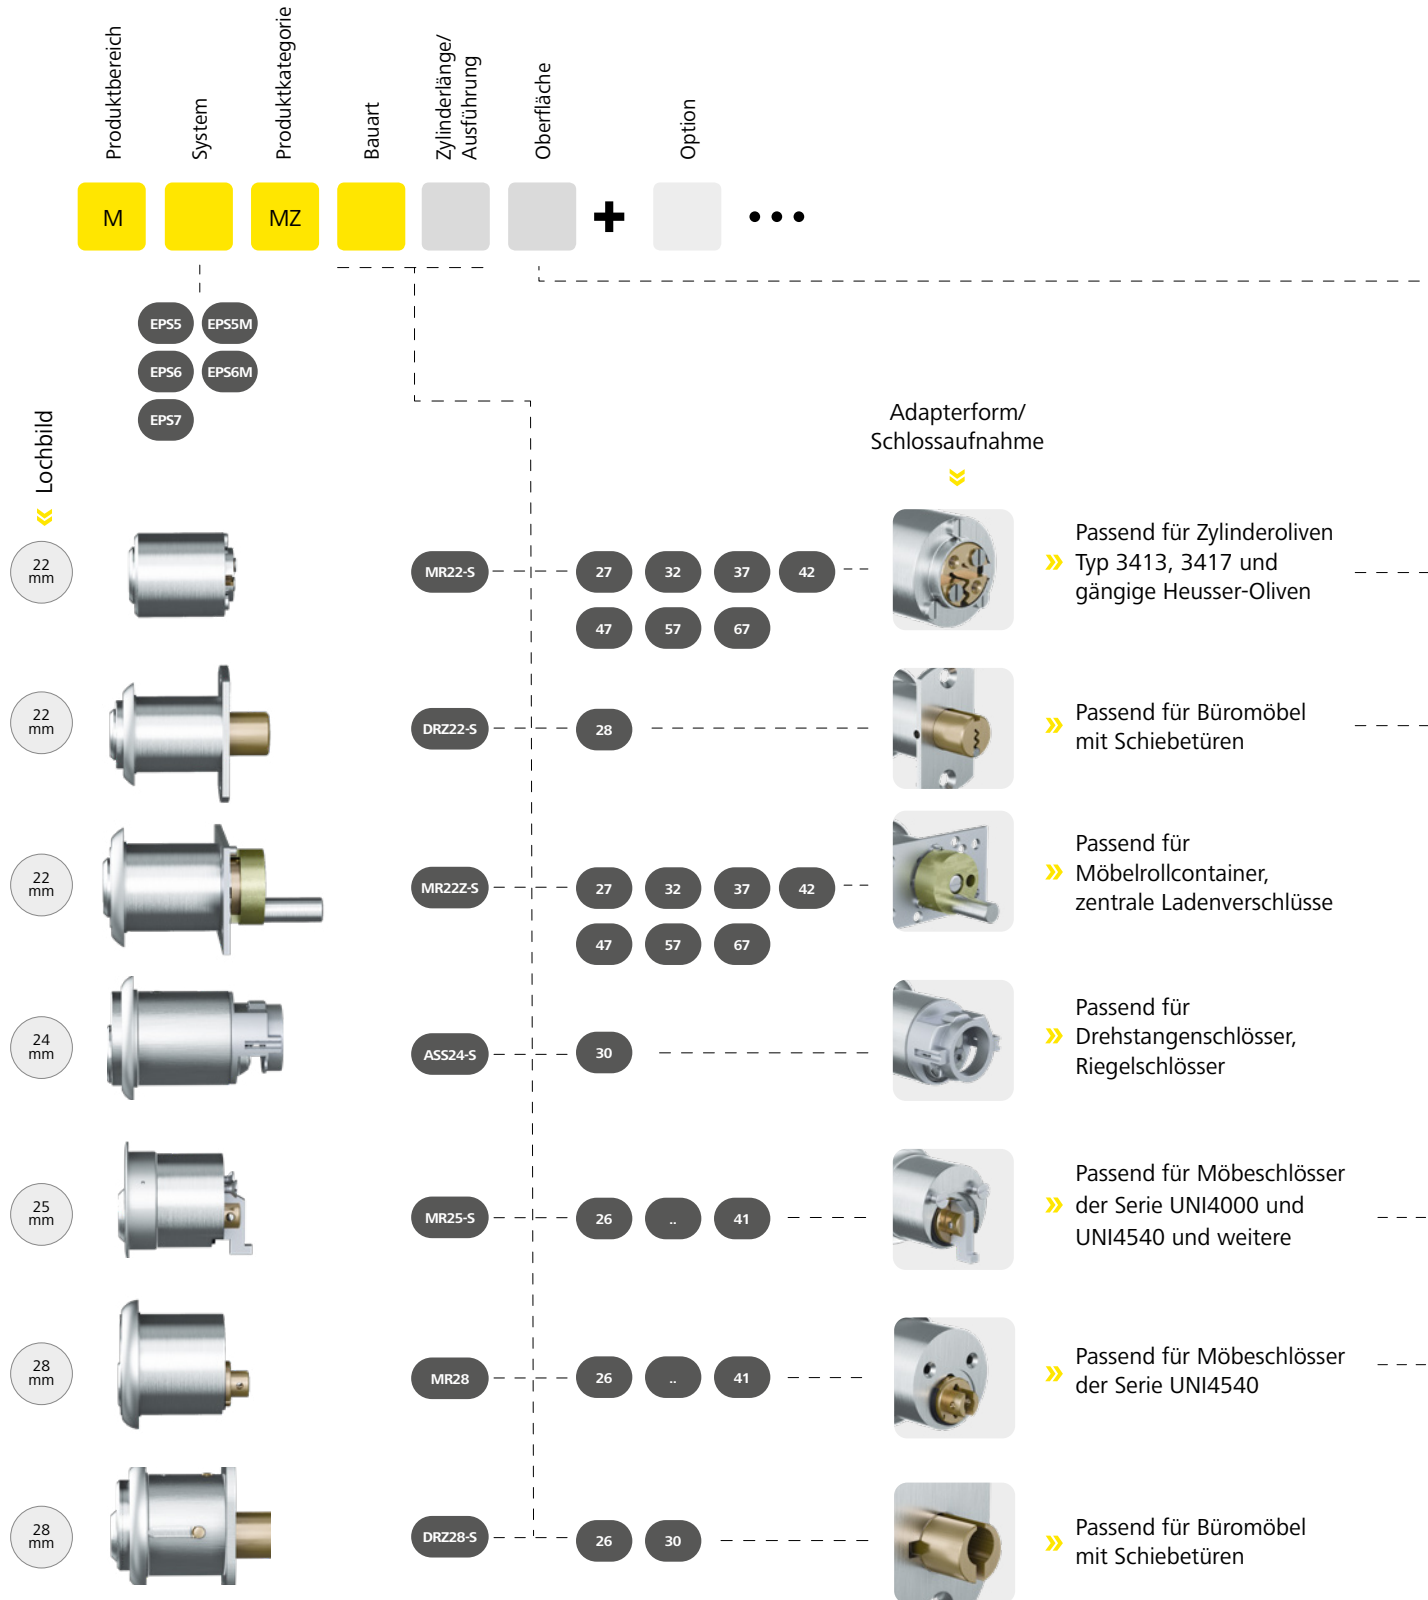 Produktbereich
System
Produktkategorie
Bauart
Zylinderlänge/
Ausführung
Oberfläche
Option
M
MZ
+
•••
EPS5
EPS5M
EPS6
EPS6M
EPS7
Lochbild
Adapterform/
Schlossaufnahme
22
mm
MR22-S
27 32 37 42
47 57 67
Passend für Zylinderoliven
Typ 3413, 3417 und
gängige Heusser-Oliven
22
mm
DRZ22-S
28
Passend für Büromöbel
mit Schiebetüren
22
mm
MR22Z-S
27 32 37 42
47 57 67
Passend für
Möbelrollcontainer,
zentrale Ladenverschlüsse
24
mm
ASS24-S
30
Passend für
Drehstangenschlösser,
Riegelschlösser
25
mm
MR25-S
26 .. 41
Passend für Möbeschlösser
der Serie UNI4000 und
UNI4540 und weitere
28
mm
MR28
26 .. 41
Passend für Möbeschlösser
der Serie UNI4540
28
mm
DRZ28-S
26 30
Passend für Büromöbel
mit Schiebetüren